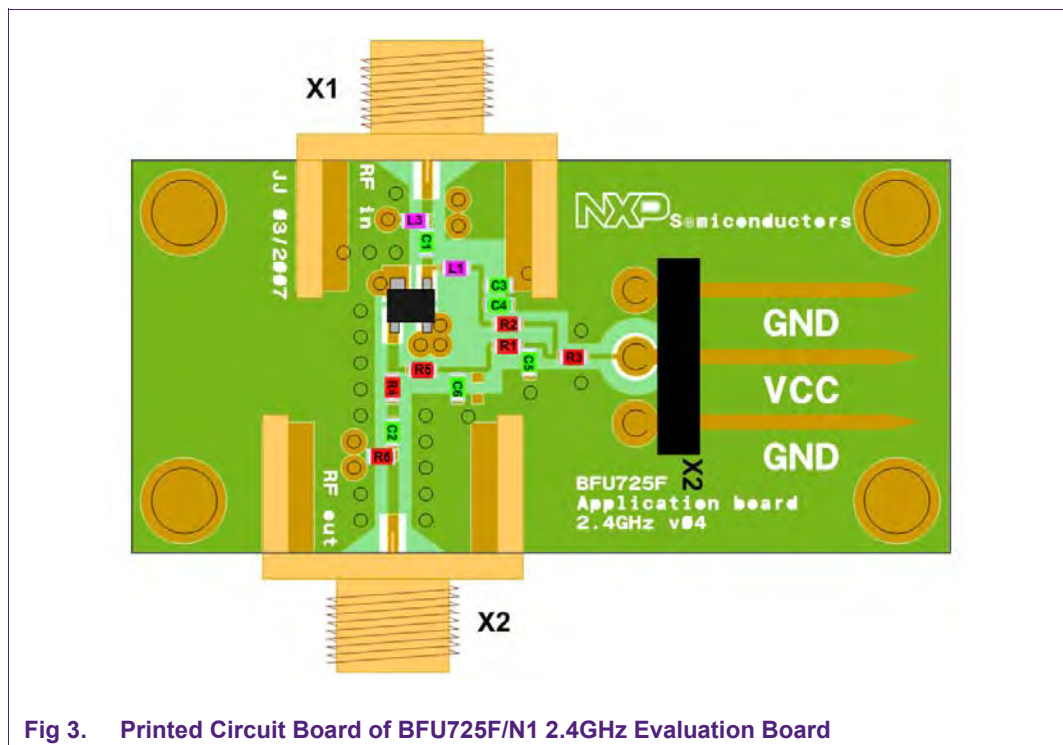 X1
RF in
JJ 03/2007
NXP Semiconductors
L3
C1
L1
C3
C4
R2
R1
R3
C5
R5
C6
R4
C2
R6
GND
VCC
GND
X2
RF out
BFU725F
Application board
2.4GHz v04
X2
Fig 3. Printed Circuit Board of BFU725F/N1 2.4GHz Evaluation Board